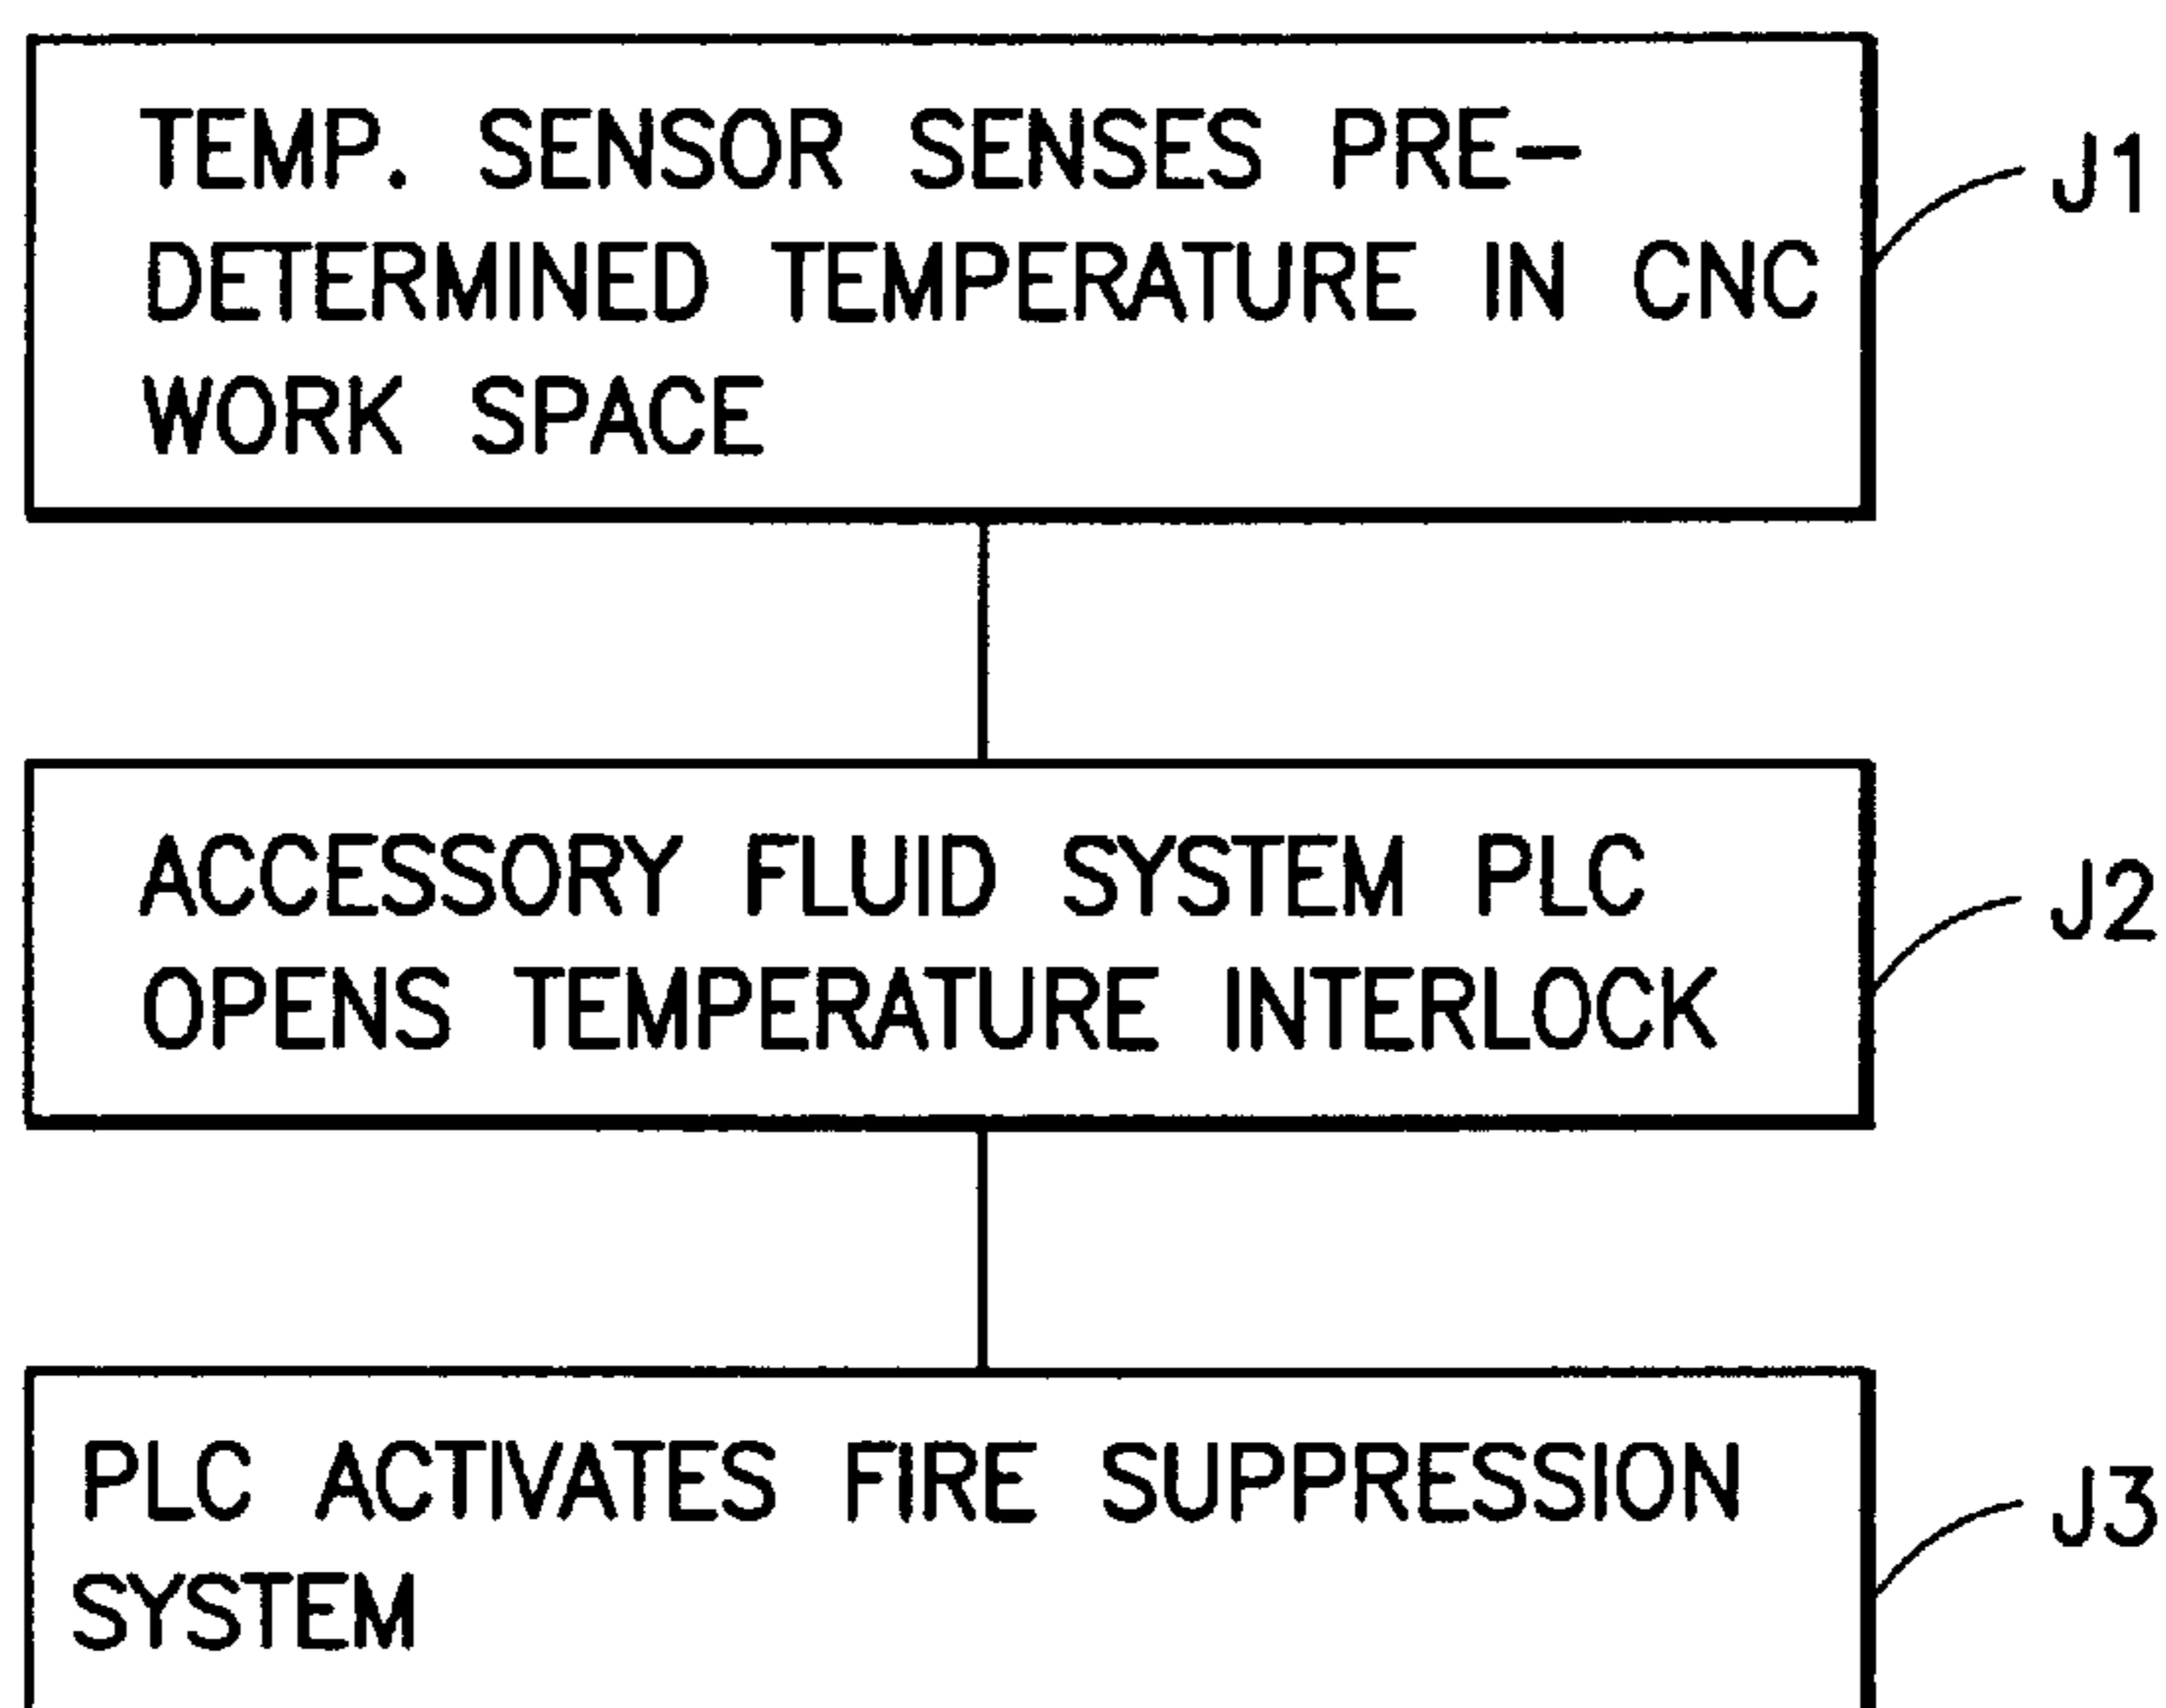 TEMP. SENSOR SENSES PRE-
DETERMINED TEMPERATURE IN CNC
WORK SPACE
J1
ACCESSORY FLUID SYSTEM PLC
OPENS TEMPERATURE INTERLOCK
J2
PLC ACTIVATES FIRE SUPPRESSION
SYSTEM
J3